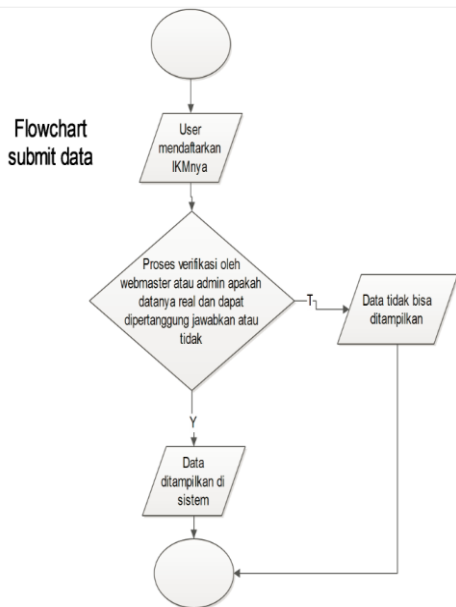 Flowchart
submit data
User
mendaftarkan
IKMnya
Proses verifikasi oleh
webmaster atau admin apakah
datanya real dan dapat
dipertanggung jawabkan atau
tidak
T
Data tidak bisa
ditampilkan
Y
Data
ditampilkan di
sistem